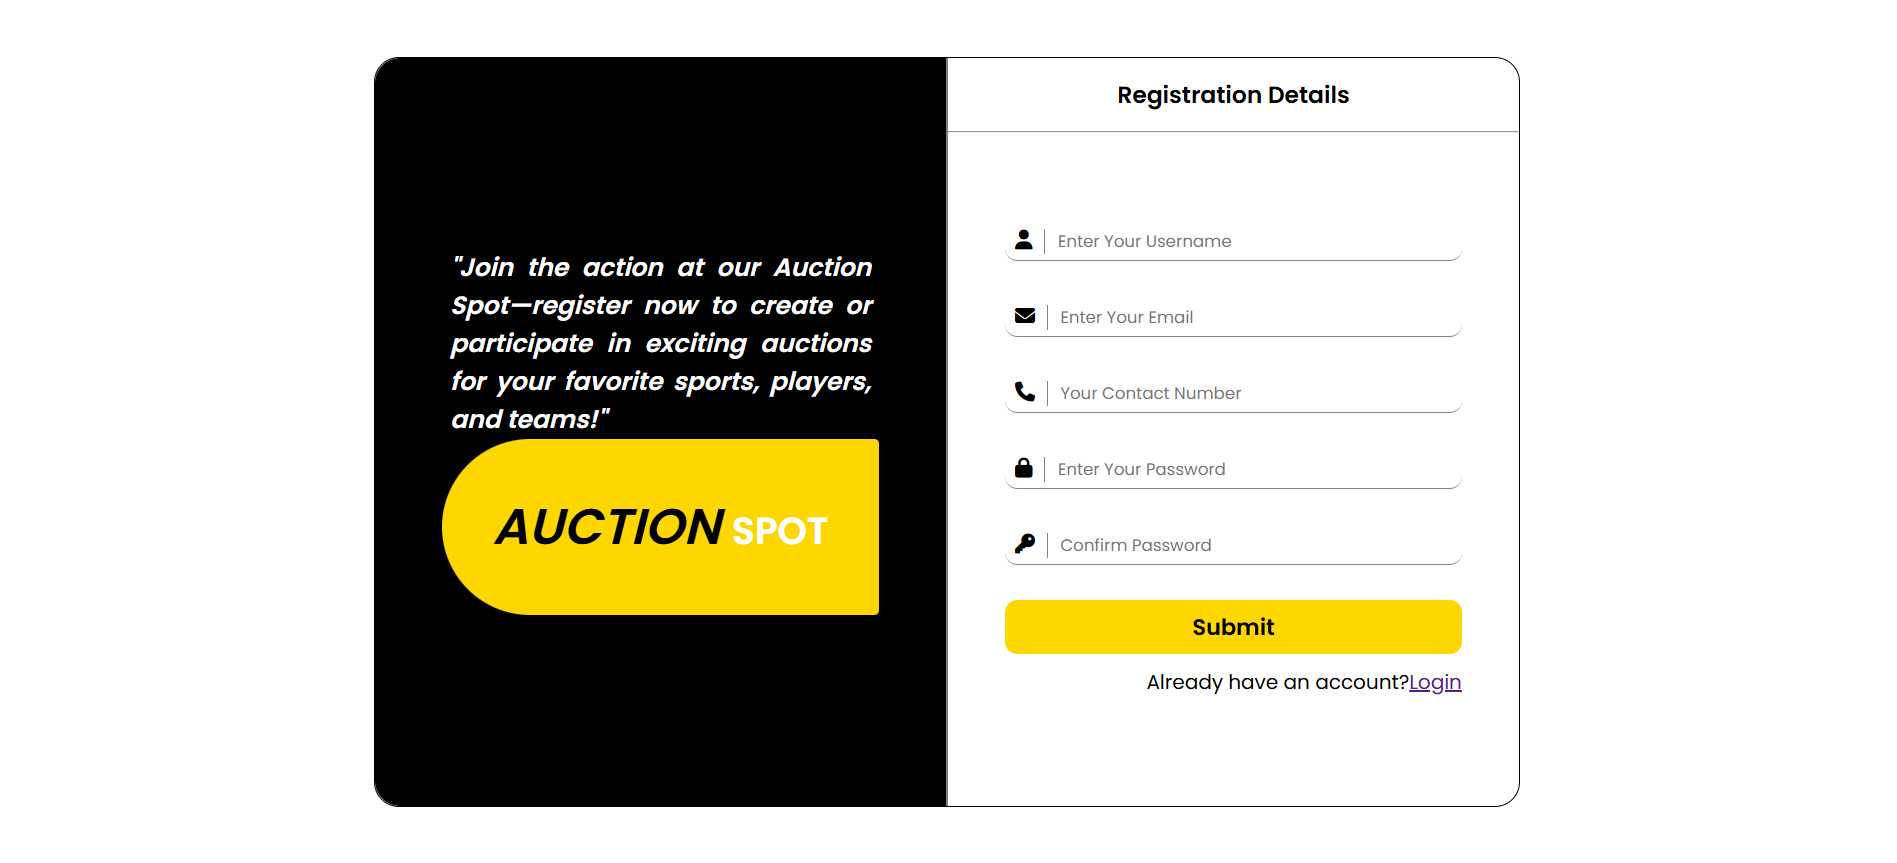 "Join the action at our Auction
Spot—register now to create or
participate in exciting auctions
for your favorite sports, players,
and teams!"
AUCTION SPOT
Registration Details
Enter Your Username
Enter Your Email
Your Contact Number
Enter Your Password
Confirm Password
Submit
Already have an account?Login